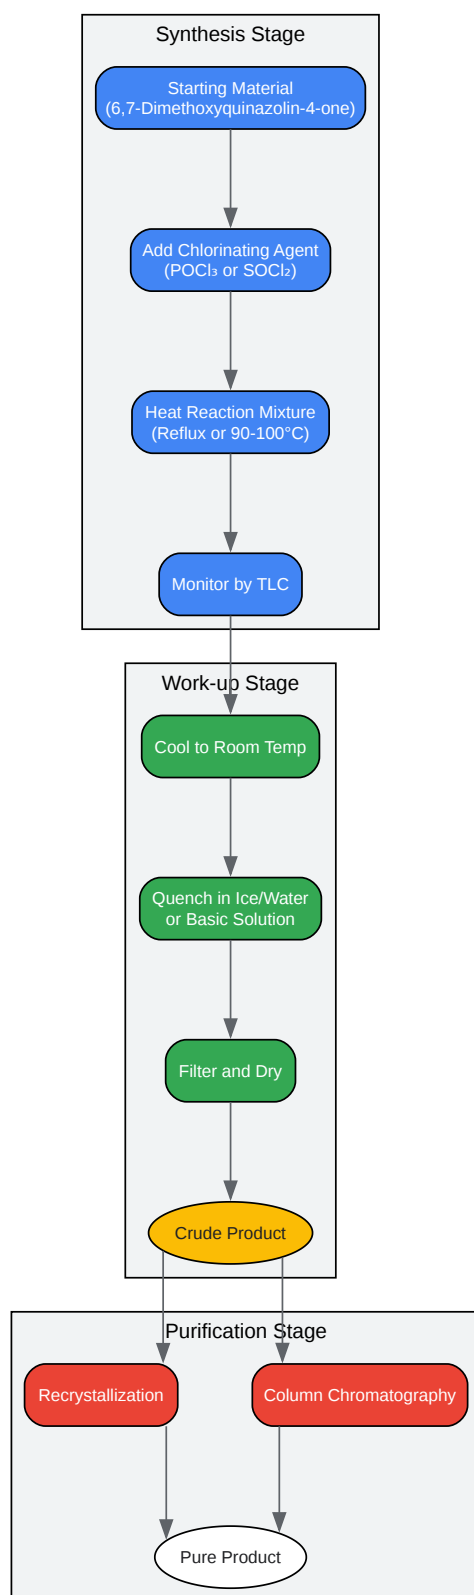 Synthesis Stage
Starting Material
(6,7-Dimethoxyquinazolin-4-one)
Add Chlorinating Agent
(POCl₃ or SOCl₂)
Heat Reaction Mixture
(Reflux or 90-100°C)
Monitor by TLC
Work-up Stage
Cool to Room Temp
Quench in Ice/Water
or Basic Solution
Filter and Dry
Crude Product
Purification Stage
Recrystallization
Column Chromatography
Pure Product